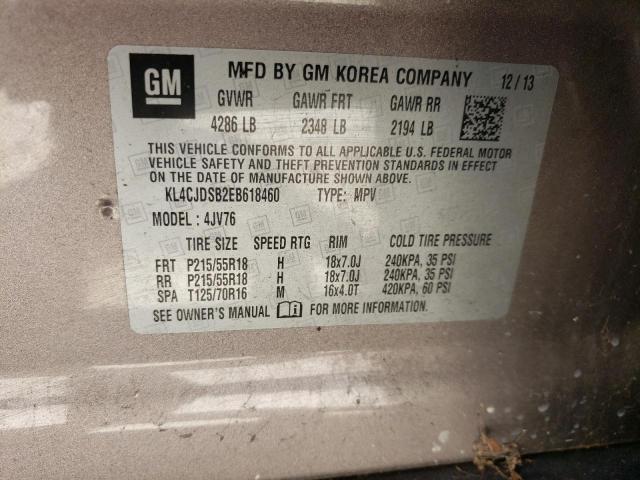 GM
MFD BY GM KOREA COMPANY 12 / 13
GVWR GAWR FRT GAWR RR
4286 LB 2348 LB 2194 LB
THIS VEHICLE CONFORMS TO ALL APPLICABLE U.S. FEDERAL MOTOR
VEHICLE SAFETY AND THEFT PREVENTION STANDARDS IN EFFECT
ON THE DATE OF MANUFACTURE SHOWN ABOVE.
KL4CJDSB2EB618460 TYPE: MPV
MODEL : 4JV76
TIRE SIZE SPEED RTG RIM COLD TIRE PRESSURE
FRT P215/55R18 H 18x7.0J 240KPA, 35 PSI
RR P215/55R18 H 18x7.0J 240KPA, 35 PSI
SPA T125/70R16 M 16x4.0T 420KPA, 60 PSI
SEE OWNER'S MANUAL FOR MORE INFORMATION.